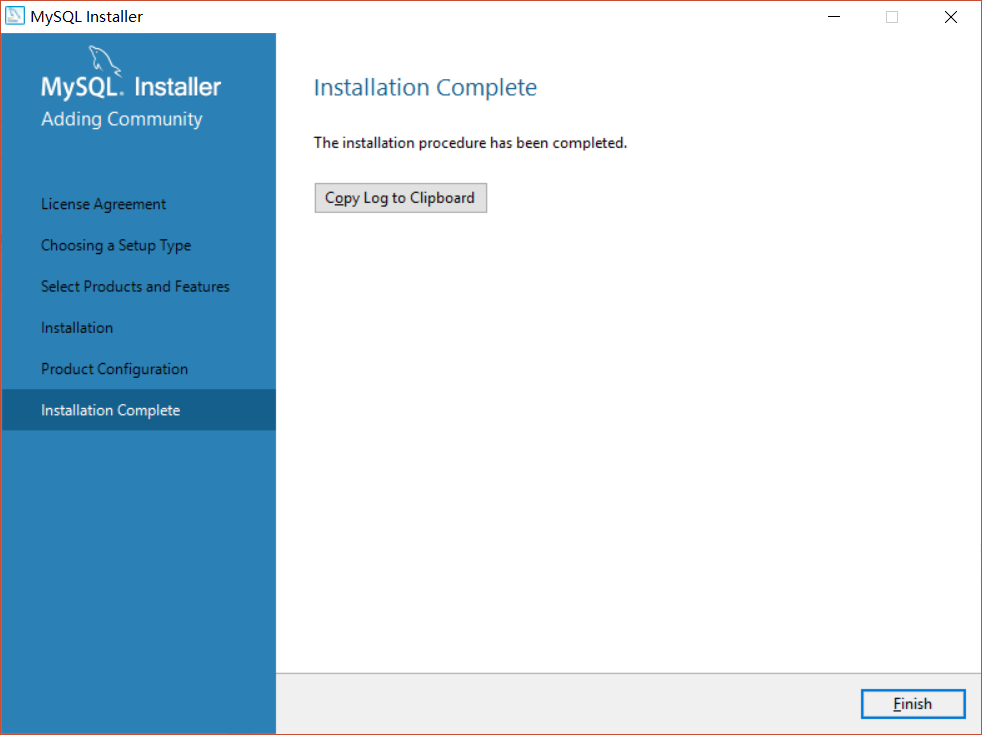 MySQL Installer
MySQL. Installer
Adding Community
License Agreement
Choosing a Setup Type
Select Products and Features
Installation
Product Configuration
Installation Complete
Installation Complete
The installation procedure has been completed.
Copy Log to Clipboard
Finish